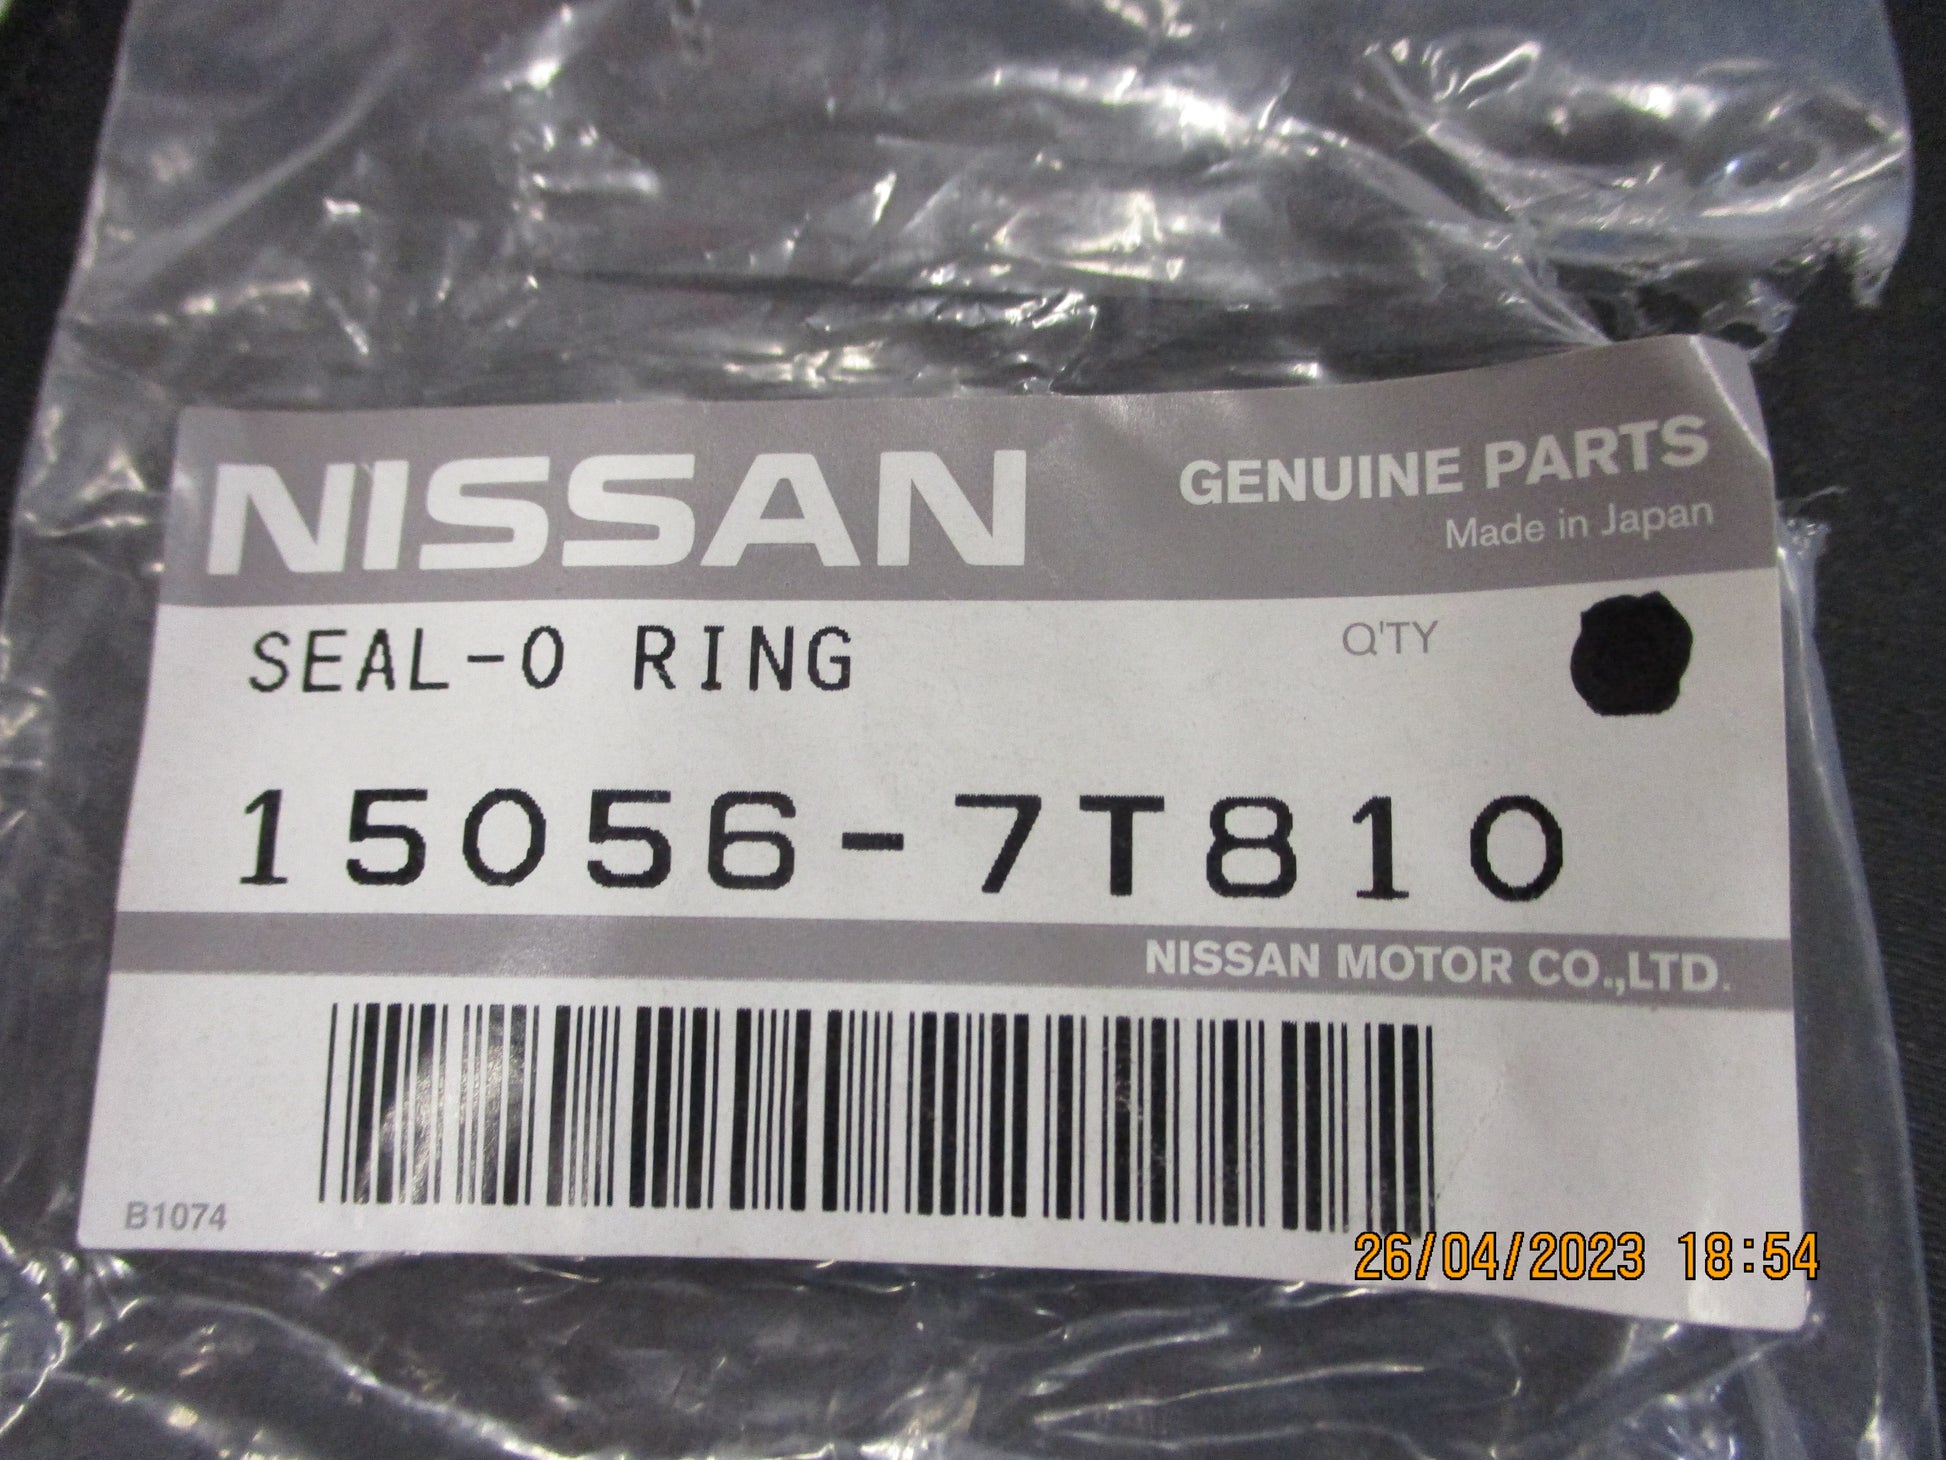 NISSAN
GENUINE PARTS
Made in Japan
SEAL-O RING
Q'TY
15056-7T810
NISSAN MOTOR CO.,LTD.
B1074
26/04/2023 18:54